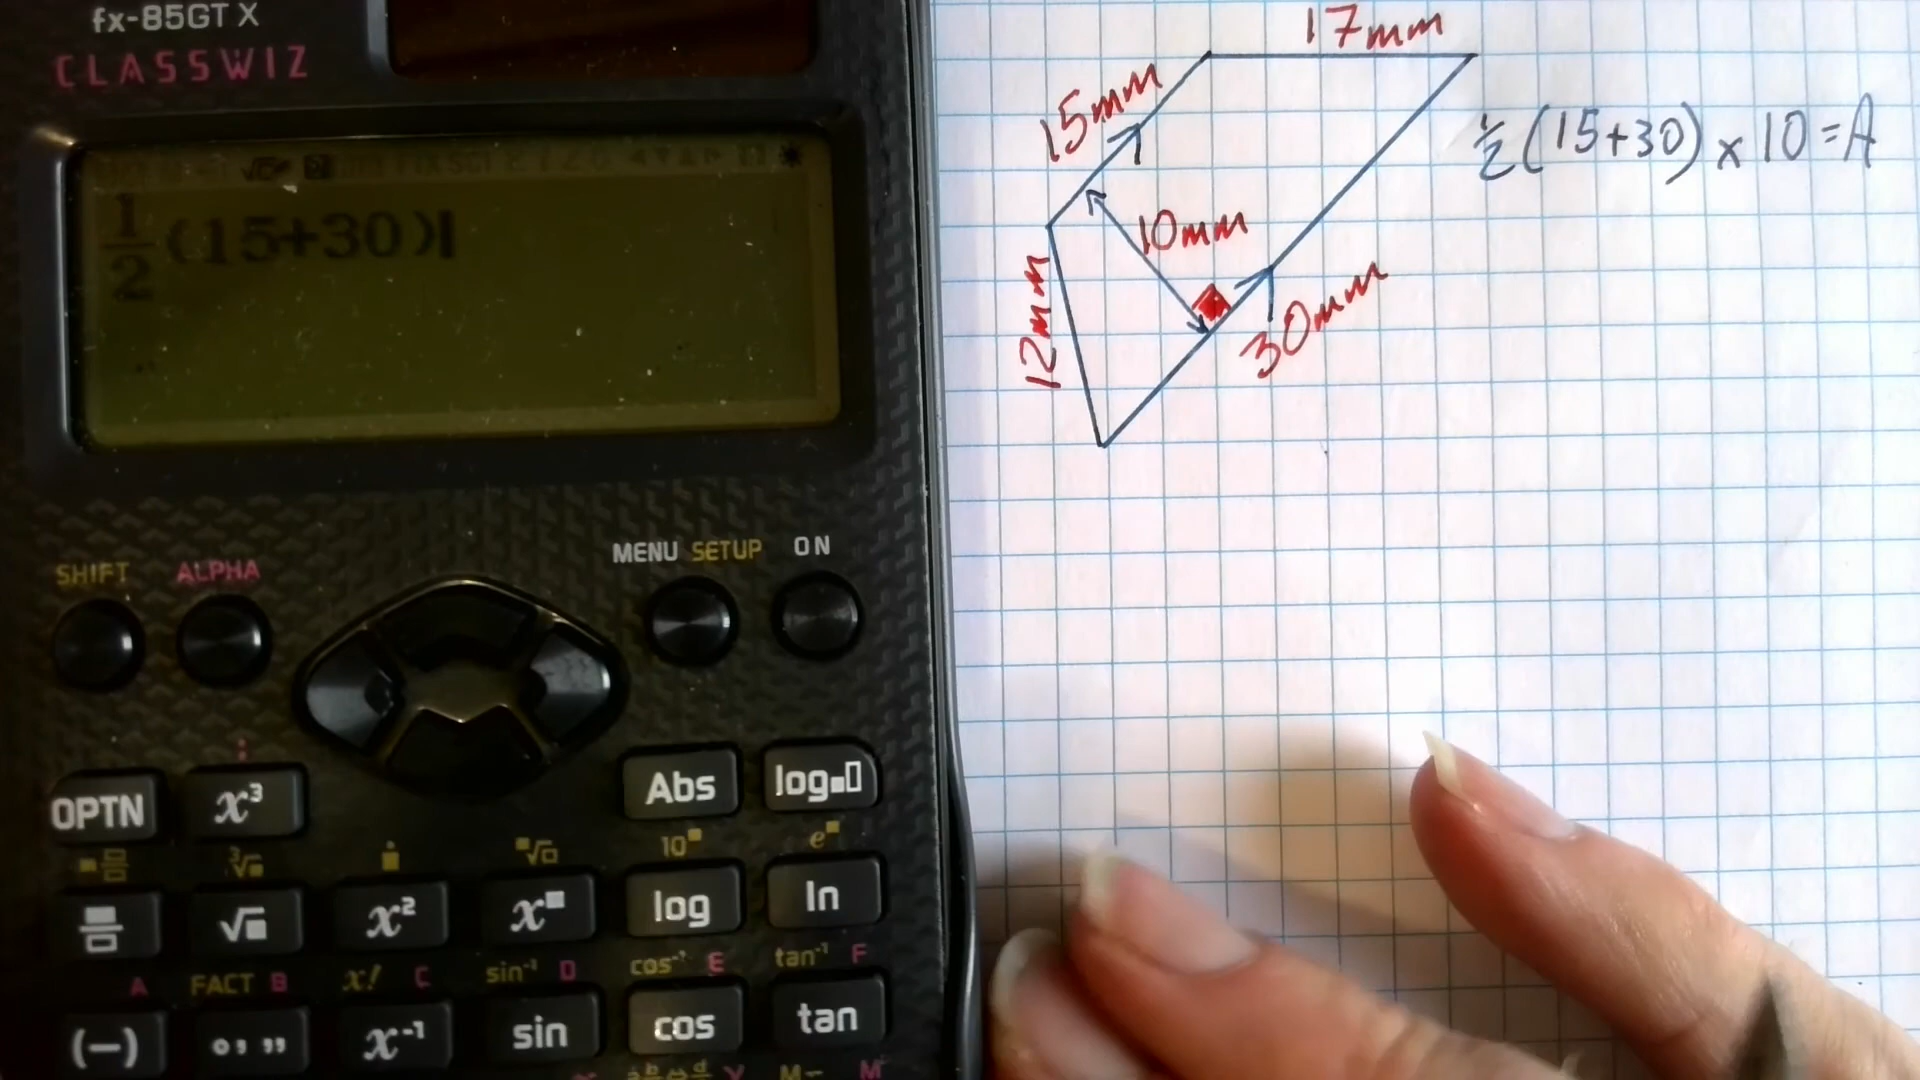 fx-85GT X
CLASSWIZ
1/2(15+30)
SHIFT ALPHA MENU SETUP ON
OPTN x³ Abs log▪▯
10▪ e▪
√▪ x² x▪ log ln
A FACT B x! C sin⁻¹ D cos⁻¹ E tan⁻¹ F
(−) x⁻¹ sin cos tan
M− M
17mm
15mm
10mm
12mm
30mm
½(15+30)×10=A